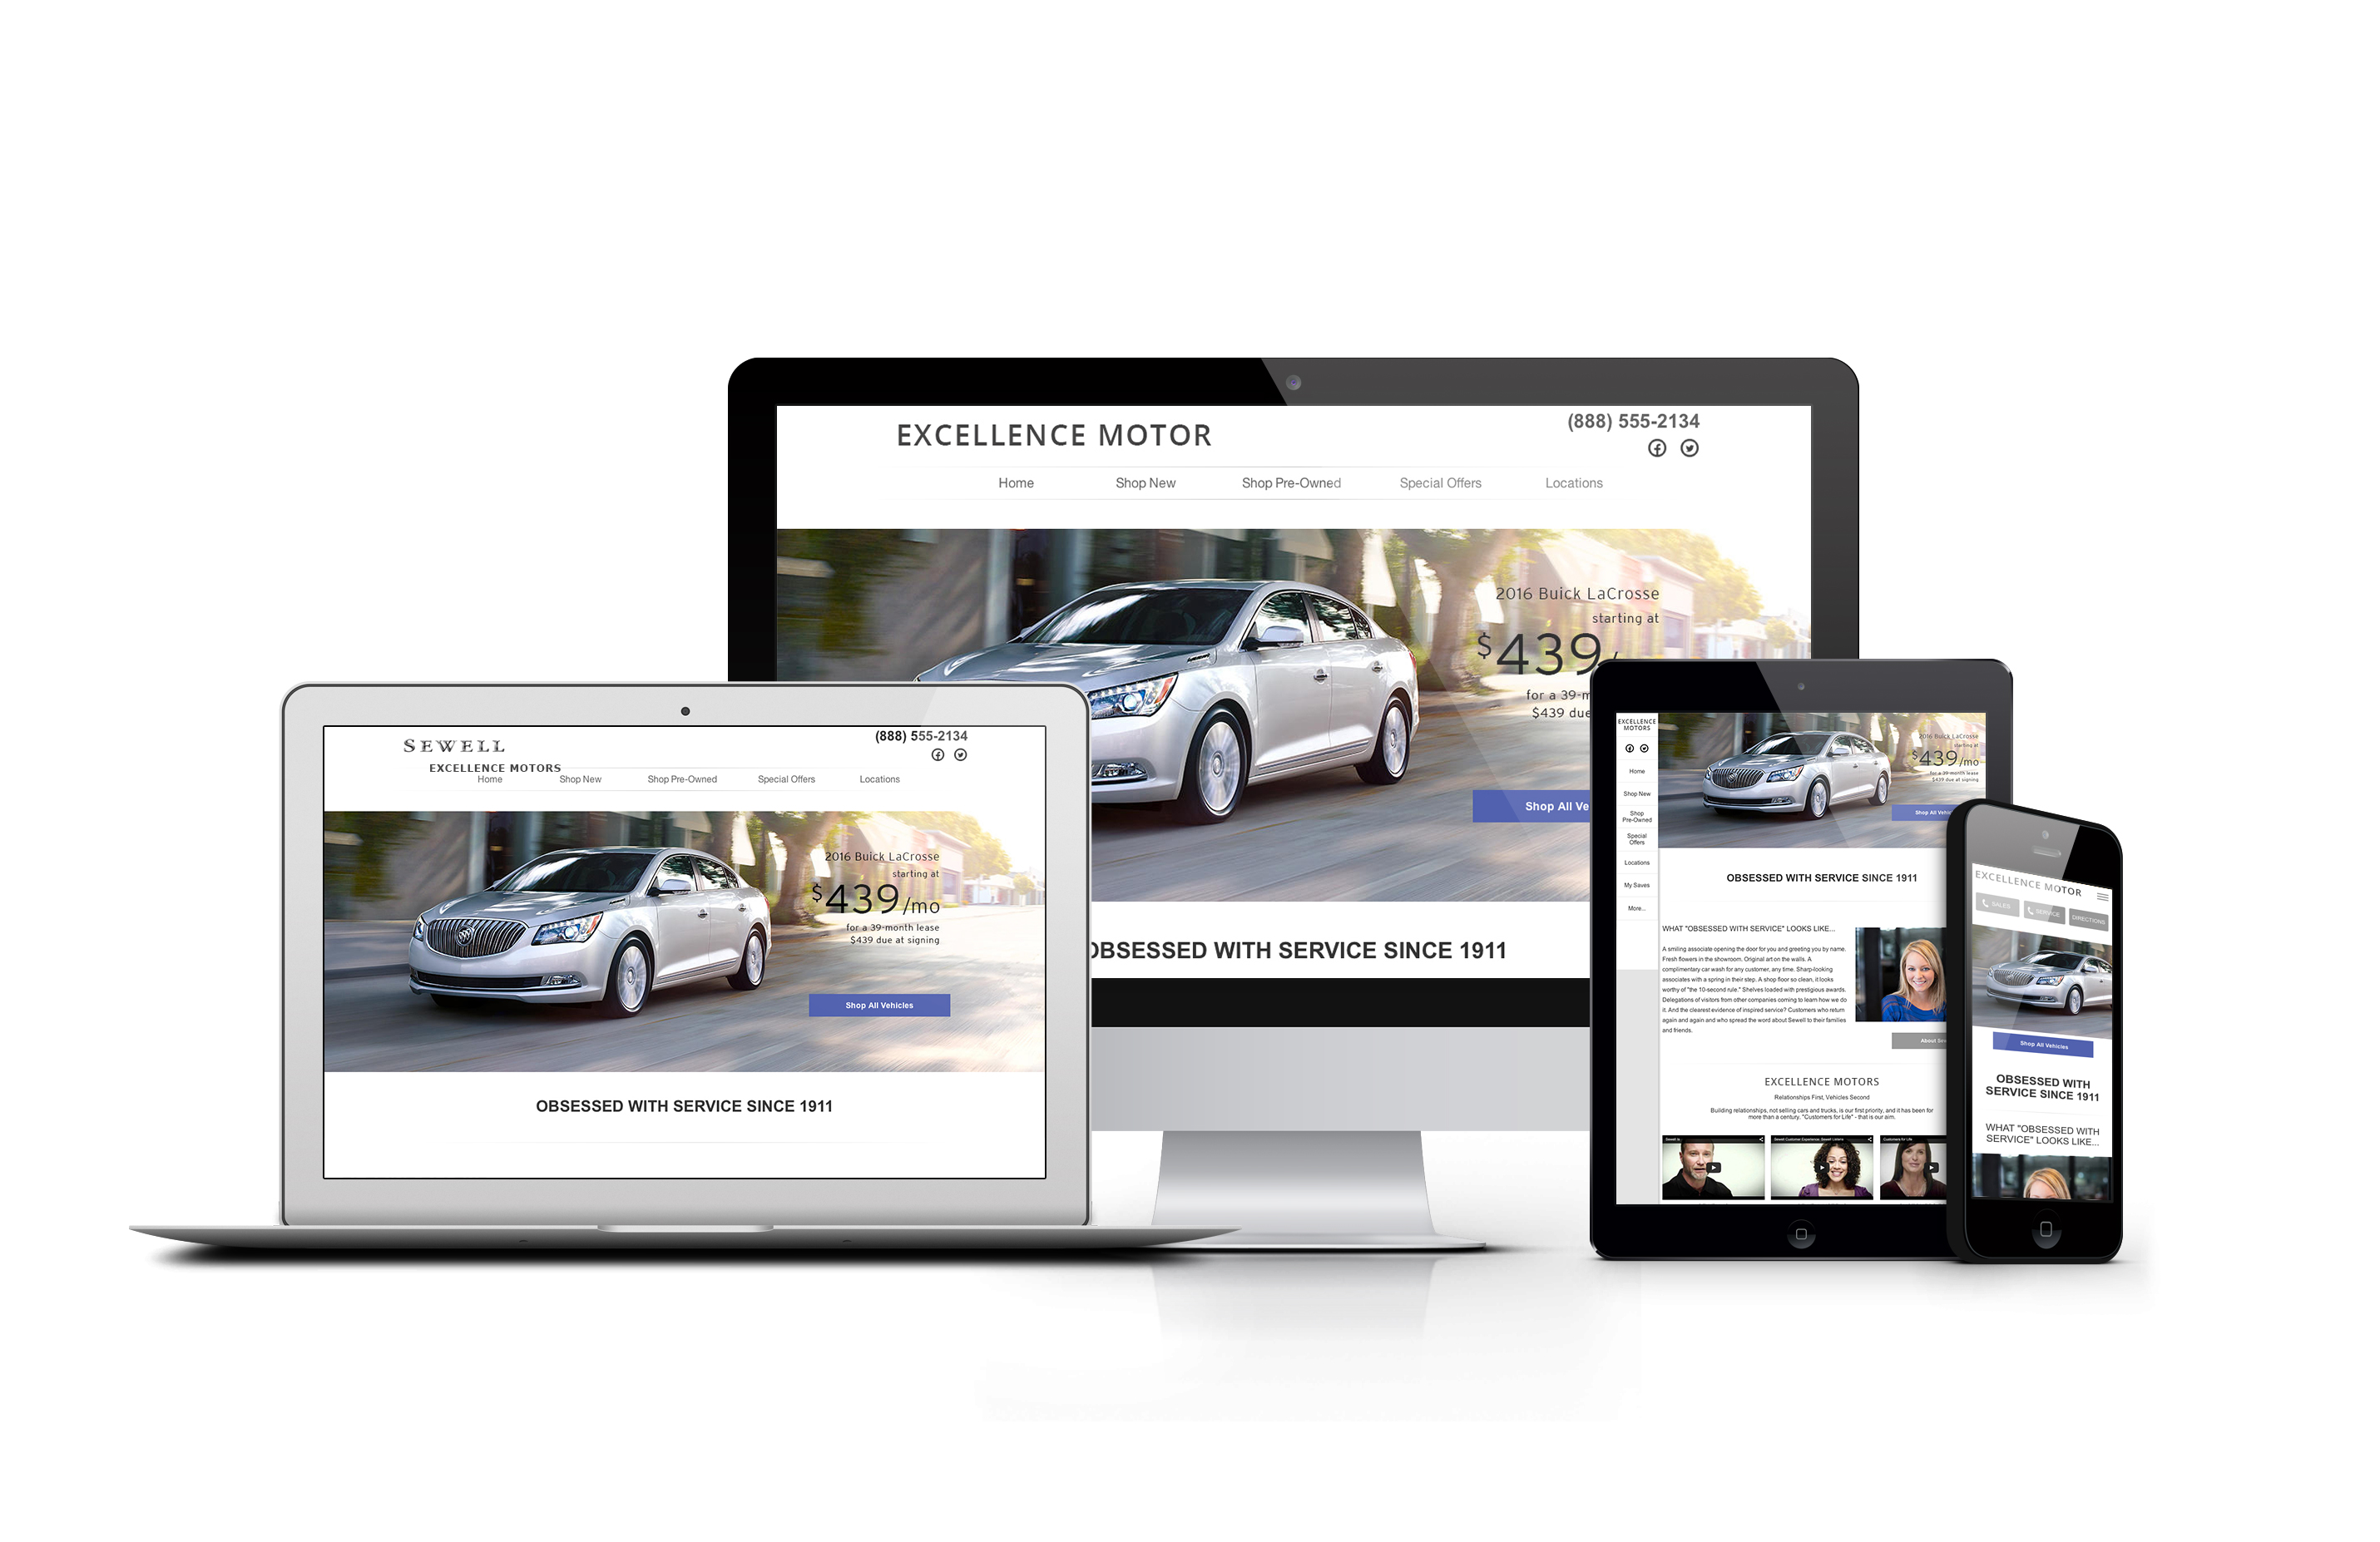 EXCELLENCE MOTOR
(888) 555-2134
Home Shop New Shop Pre-Owned Special Offers Locations
2016 Buick LaCrosse
starting at
$439/
for a 39-m
$439 due
Shop All Ve
OBSESSED WITH SERVICE SINCE 1911
SEWELL
EXCELLENCE MOTORS
(888) 555-2134
Home Shop New Shop Pre-Owned Special Offers Locations
2016 Buick LaCrosse
starting at
$439/mo
for a 39-month lease
$439 due at signing
Shop All Vehicles
OBSESSED WITH SERVICE SINCE 1911
EXCELLENCE
MOTORS
Home
Shop New
Shop
Pre-Owned
Special
Offers
Locations
My Saves
More...
2016 Buick LaCrosse
starting at
$439/mo
for a 39-month lease
$439 due at signing
Shop All Vehic
OBSESSED WITH SERVICE SINCE 1911
WHAT "OBSESSED WITH SERVICE" LOOKS LIKE...
A smiling associate opening the door for you and greeting you by name.
Fresh flowers in the showroom. Original art on the walls. A
complimentary car wash for any customer, any time. Sharp-looking
associates with a spring in their step. A shop floor so clean, it looks
worthy of "the 10-second rule." Shelves loaded with prestigious awards.
Delegations of visitors from other companies coming to learn how we do
it. And the clearest evidence of inspired service? Customers who return
again and again and who spread the word about Sewell to their families
and friends.
About Sew
EXCELLENCE MOTORS
Relationships First, Vehicles Second
Building relationships, not selling cars and trucks, is our first priority, and it has been for
more than a century. "Customers for Life" - that is our aim.
Sewell is...
Sewell Customer Experience: Sewell Listens
Customers for Life
EXCELLENCE MOTOR
SALES SERVICE DIRECTIONS
Shop All Vehicles
OBSESSED WITH
SERVICE SINCE 1911
WHAT "OBSESSED WITH
SERVICE" LOOKS LIKE...